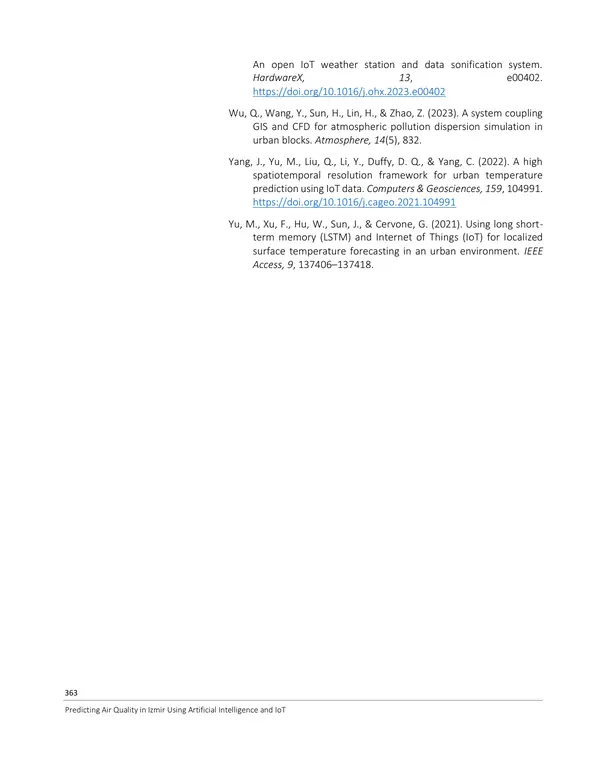 An open IoT weather station and data sonification system.
HardwareX, 13, e00402.
https://doi.org/10.1016/j.ohx.2023.e00402
Wu, Q., Wang, Y., Sun, H., Lin, H., & Zhao, Z. (2023). A system coupling
GIS and CFD for atmospheric pollution dispersion simulation in
urban blocks. Atmosphere, 14(5), 832.
Yang, J., Yu, M., Liu, Q., Li, Y., Duffy, D. Q., & Yang, C. (2022). A high
spatiotemporal resolution framework for urban temperature
prediction using IoT data. Computers & Geosciences, 159, 104991.
https://doi.org/10.1016/j.cageo.2021.104991
Yu, M., Xu, F., Hu, W., Sun, J., & Cervone, G. (2021). Using long short-
term memory (LSTM) and Internet of Things (IoT) for localized
surface temperature forecasting in an urban environment. IEEE
Access, 9, 137406–137418.
363
Predicting Air Quality in Izmir Using Artificial Intelligence and IoT